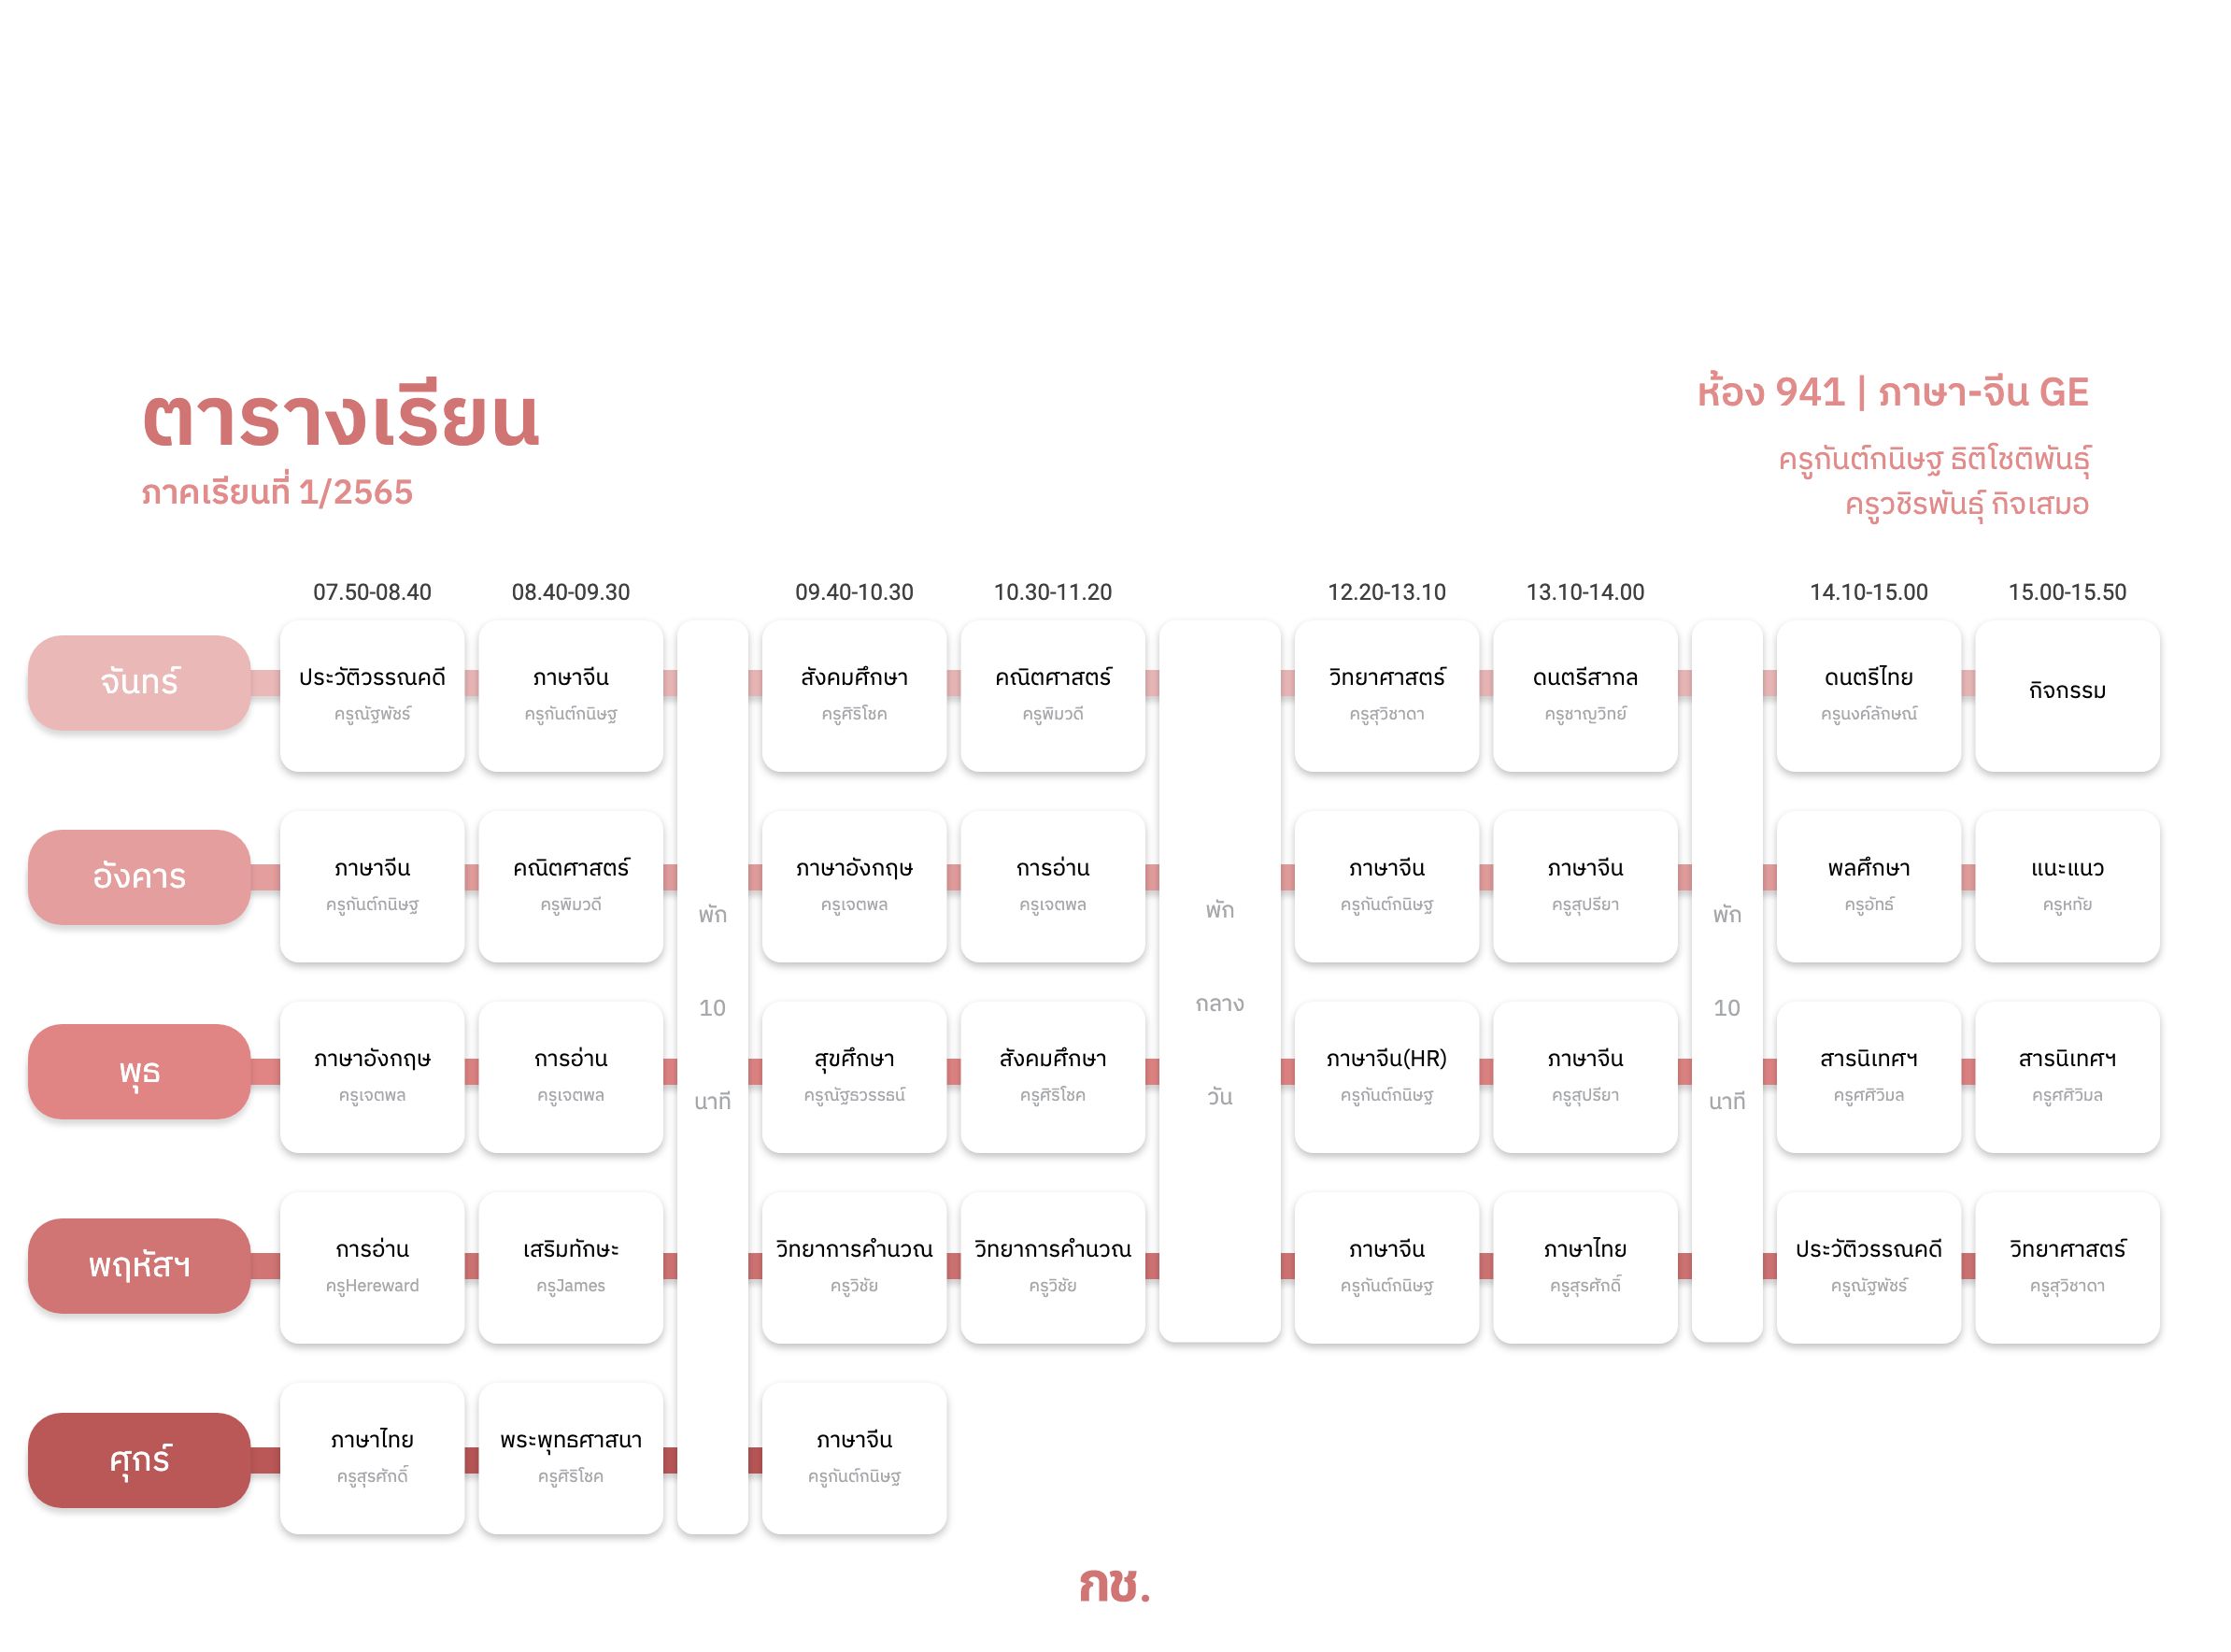 ตารางเรียน
ภาคเรียนที่ 1/2565
ห้อง 941 | ภาษา-จีน GE
ครูกันต์กนิษฐ ธิติโชติพันธุ์
ครูวชิรพันธุ์ กิจเสมอ
07.50-08.40 08.40-09.30 09.40-10.30 10.30-11.20 12.20-13.10 13.10-14.00 14.10-15.00 15.00-15.50
จันทร์ ประวัติวรรณคดี ภาษาจีน สังคมศึกษา คณิตศาสตร์ วิทยาศาสตร์ ดนตรีสากล ดนตรีไทย กิจกรรม
ครูณัฐพัชร์ ครูกันต์กนิษฐ ครูศิริโชค ครูพิมวดี ครูสุวิชาดา ครูชาญวิทย์ ครูนงค์ลักษณ์
อังคาร ภาษาจีน คณิตศาสตร์ ภาษาอังกฤษ การอ่าน ภาษาจีน ภาษาจีน พลศึกษา แนะแนว
ครูกันต์กนิษฐ ครูพิมวดี ครูเจตพล ครูเจตพล ครูกันต์กนิษฐ ครูสุปรียา ครูอัทธ์ ครูหทัย
พัก พัก พัก
10 กลาง 10
นาที วัน นาที
พุธ ภาษาอังกฤษ การอ่าน สุขศึกษา สังคมศึกษา ภาษาจีน(HR) ภาษาจีน สารนิเทศฯ สารนิเทศฯ
ครูเจตพล ครูเจตพล ครูณัฐธวรรธน์ ครูศิริโชค ครูกันต์กนิษฐ ครูสุปรียา ครูศศิวิมล ครูศศิวิมล
พฤหัสฯ การอ่าน เสริมทักษะ วิทยาการคำนวณ วิทยาการคำนวณ ภาษาจีน ภาษาไทย ประวัติวรรณคดี วิทยาศาสตร์
ครูHereward ครูJames ครูวิชัย ครูวิชัย ครูกันต์กนิษฐ ครูสุรศักดิ์ ครูณัฐพัชร์ ครูสุวิชาดา
ศุกร์ ภาษาไทย พระพุทธศาสนา ภาษาจีน
ครูสุรศักดิ์ ครูศิริโชค ครูกันต์กนิษฐ
กช.